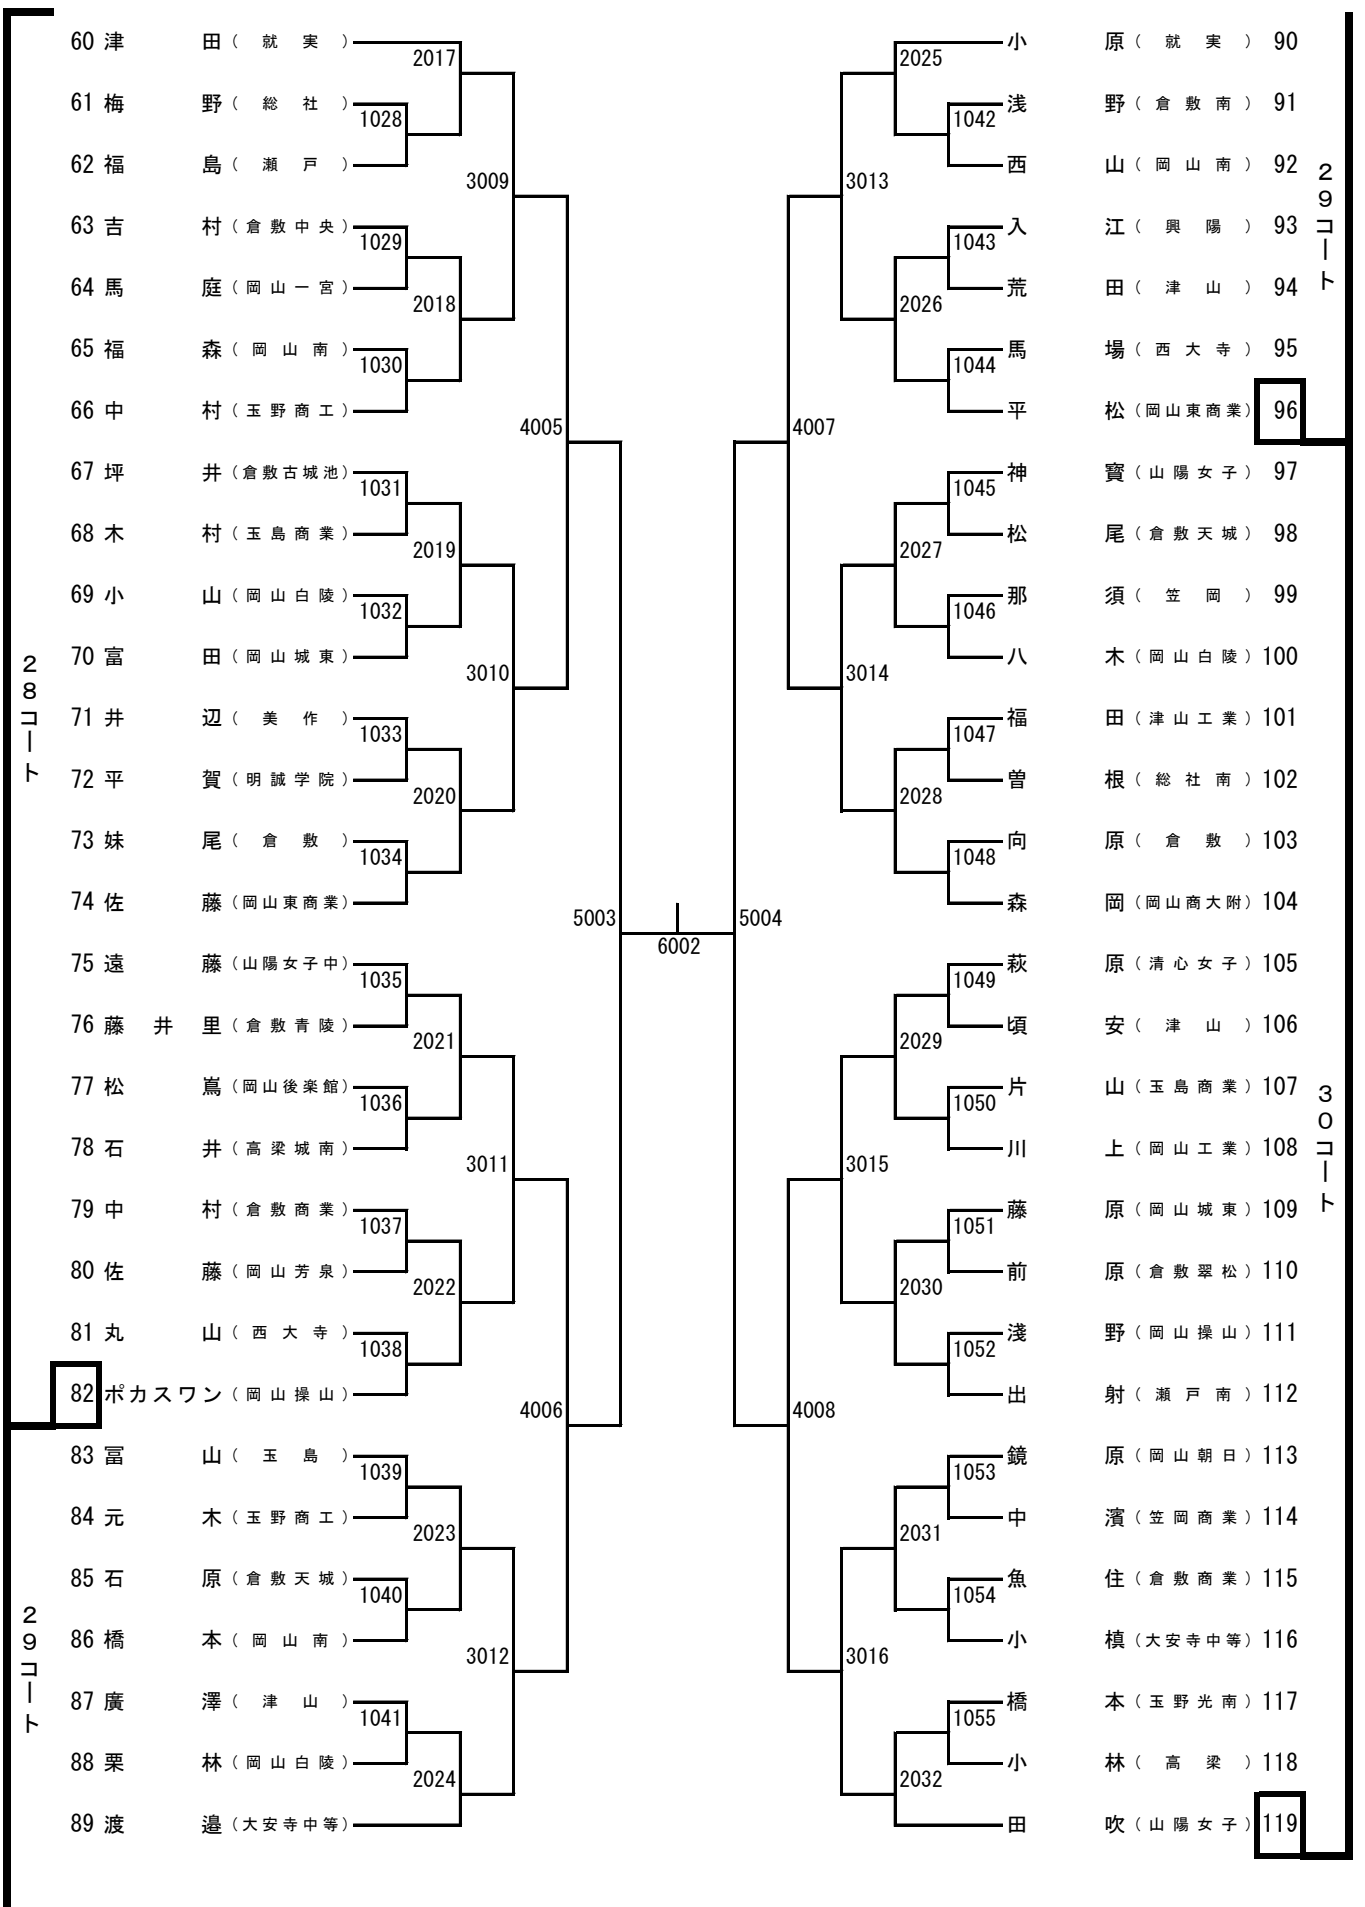 60 津田（就実）
2017
61 梅野（総社）
1028
62 福島（瀬戸）
3009
63 吉村（倉敷中央）
1029
64 馬庭（岡山一宮）
2018
65 福森（岡山南）
1030
66 中村（玉野商工）
4005
67 坪井（倉敷古城池）
1031
68 木村（玉島商業）
2019
69 小山（岡山白陵）
1032
70 富田（岡山城東）
3010
71 井辺（美作）
1033
72 平賀（明誠学院）
2020
73 妹尾（倉敷）
1034
74 佐藤（岡山東商業）
5003
75 遠藤（山陽女子中）
1035
76 藤井里（倉敷青陵）
2021
77 松嶌（岡山後楽館）
1036
78 石井（高梁城南）
3011
79 中村（倉敷商業）
1037
80 佐藤（岡山芳泉）
2022
81 丸山（西大寺）
1038
82 ポカスワン（岡山操山）
4006
83 冨山（玉島）
1039
84 元木（玉野商工）
2023
85 石原（倉敷天城）
1040
86 橋本（岡山南）
3012
87 廣澤（津山）
1041
88 栗林（岡山白陵）
2024
89 渡邉（大安寺中等）
28コート
29コート
6002
小原（就実）90
2025
浅野（倉敷南）91
1042
西山（岡山南）92
3013
入江（興陽）93
1043
荒田（津山）94
2026
馬場（西大寺）95
1044
平松（岡山東商業）96
4007
神寳（山陽女子）97
1045
松尾（倉敷天城）98
2027
那須（笠岡）99
1046
八木（岡山白陵）100
3014
福田（津山工業）101
1047
曽根（総社南）102
2028
向原（倉敷）103
1048
森岡（岡山商大附）104
5004
萩原（清心女子）105
1049
頃安（津山）106
2029
片山（玉島商業）107
1050
川上（岡山工業）108
3015
藤原（岡山城東）109
1051
前原（倉敷翠松）110
2030
淺野（岡山操山）111
1052
出射（瀬戸南）112
4008
鏡原（岡山朝日）113
1053
中濱（笠岡商業）114
2031
魚住（倉敷商業）115
1054
小槙（大安寺中等）116
3016
橋本（玉野光南）117
1055
小林（高梁）118
2032
田吹（山陽女子）119
29コート
30コート